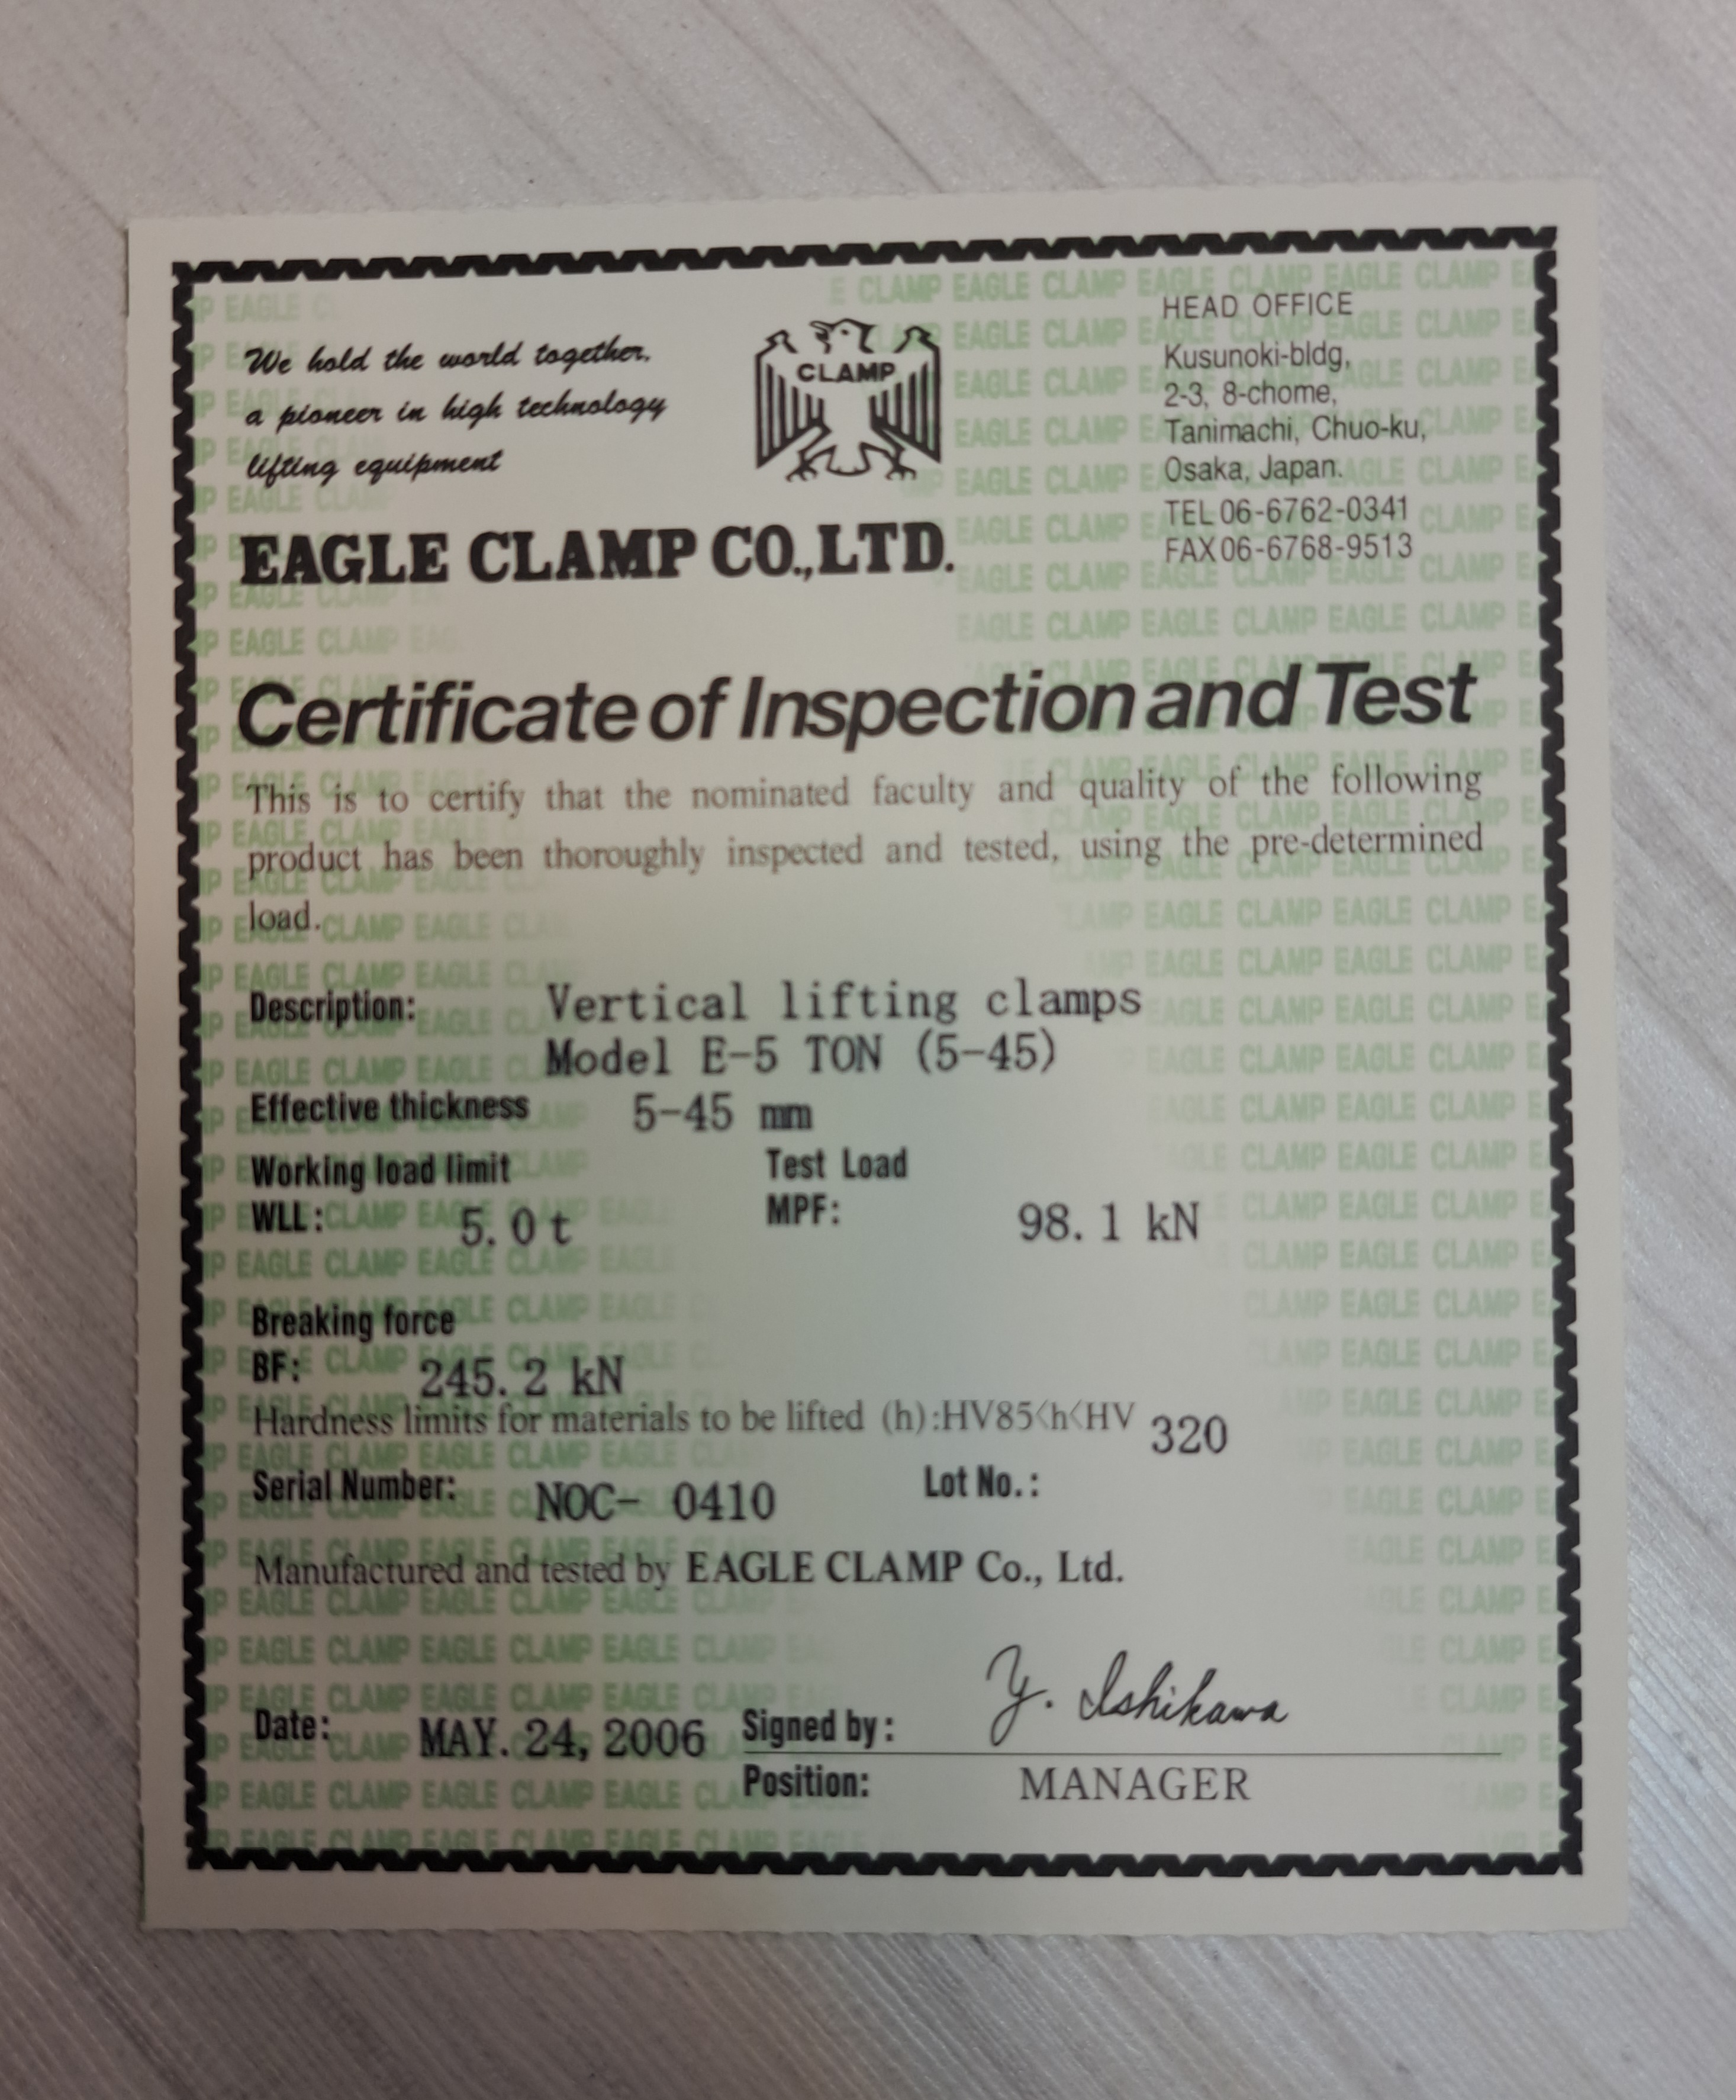 We hold the world together.
a pioneer in high technology
lifting equipment
CLAMP
EAGLE CLAMP CO.,LTD.
HEAD OFFICE
Kusunoki-bldg,
2-3, 8-chome,
Tanimachi, Chuo-ku,
Osaka, Japan.
TEL 06-6762-0341
FAX 06-6768-9513
Certificate of Inspection and Test
This is to certify that the nominated faculty and quality of the following
product has been thoroughly inspected and tested, using the pre-determined
load.
Description: Vertical lifting clamps
Model E-5 TON (5-45)
Effective thickness 5-45 mm
Working load limit Test Load
WLL: 5.0 t MPF: 98.1 kN
Breaking force
BF: 245.2 kN
Hardness limits for materials to be lifted (h):HV85<h<HV 320
Serial Number: NOC- 0410 Lot No.:
Manufactured and tested by EAGLE CLAMP Co., Ltd.
Date: MAY. 24, 2006 Signed by: Y. Ishikawa
Position: MANAGER